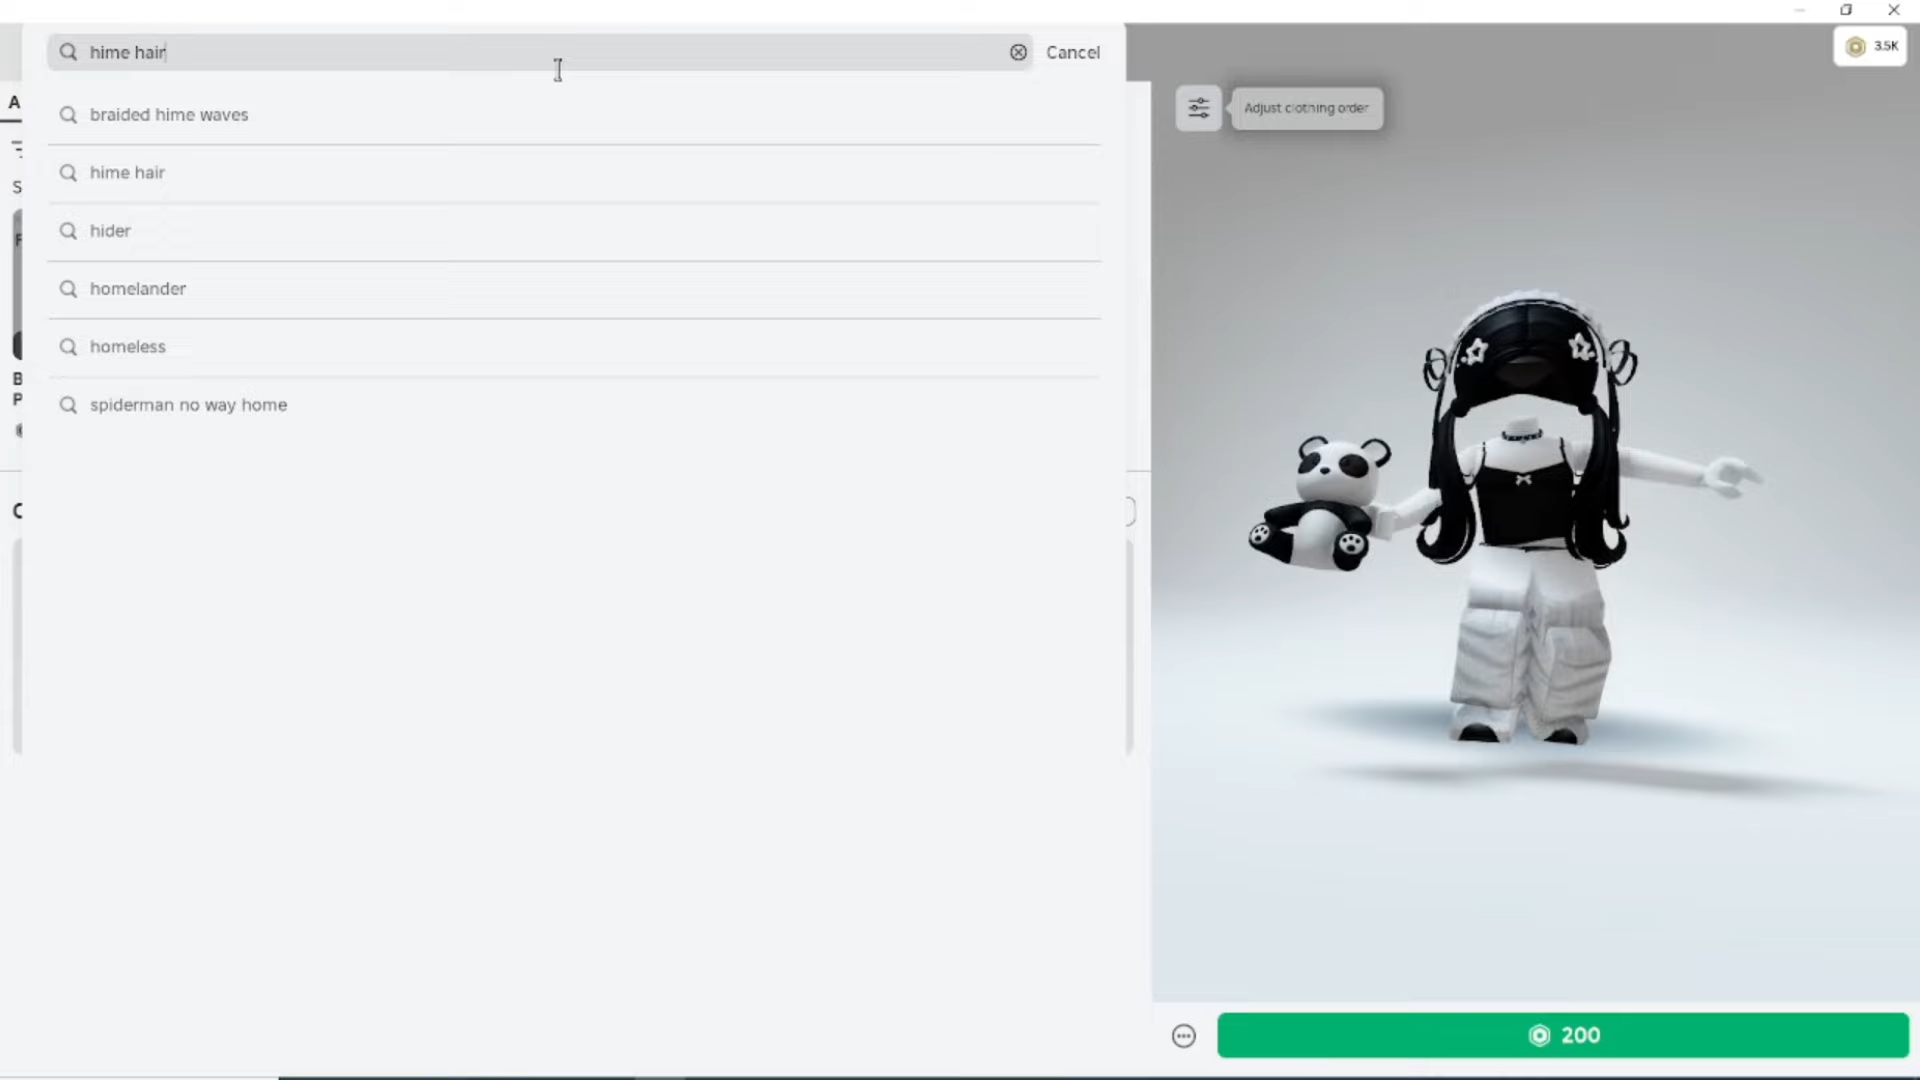 hime hair
Cancel
3.5K
A
Adjust clothing order
braided hime waves
hime hair
S
hider
F
homelander
homeless
B
P
spiderman no way home
C
200